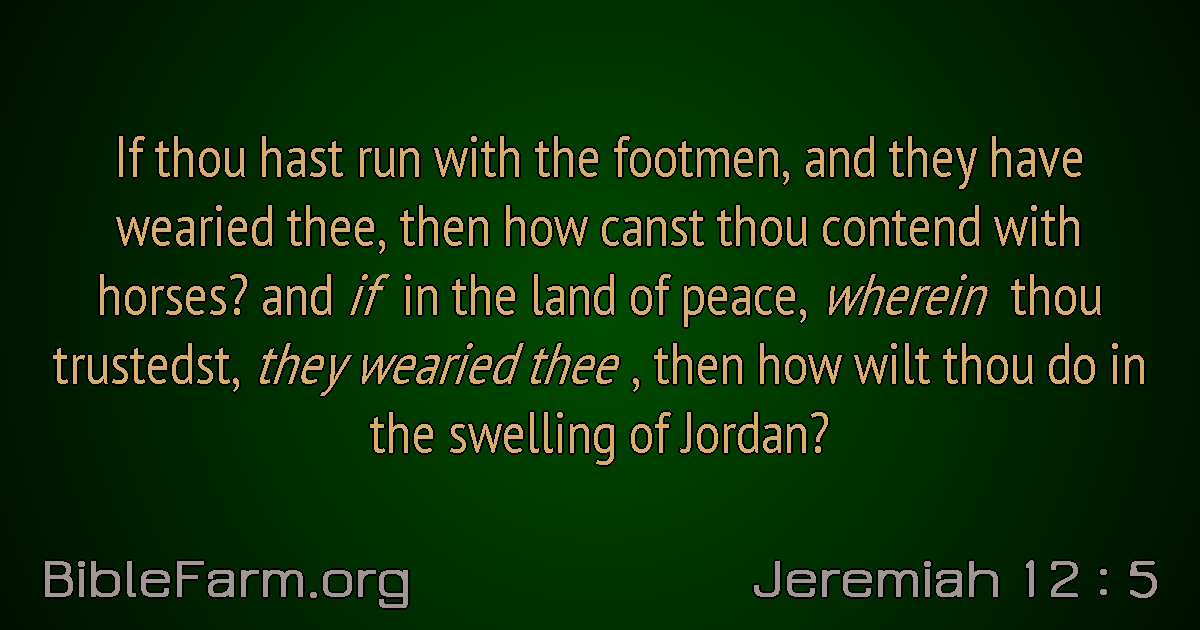 If thou hast run with the footmen, and they have
wearied thee, then how canst thou contend with
horses? and if in the land of peace, wherein thou
trustedst, they wearied thee , then how wilt thou do in
the swelling of Jordan?
BibleFarm.org
Jeremiah 12 : 5